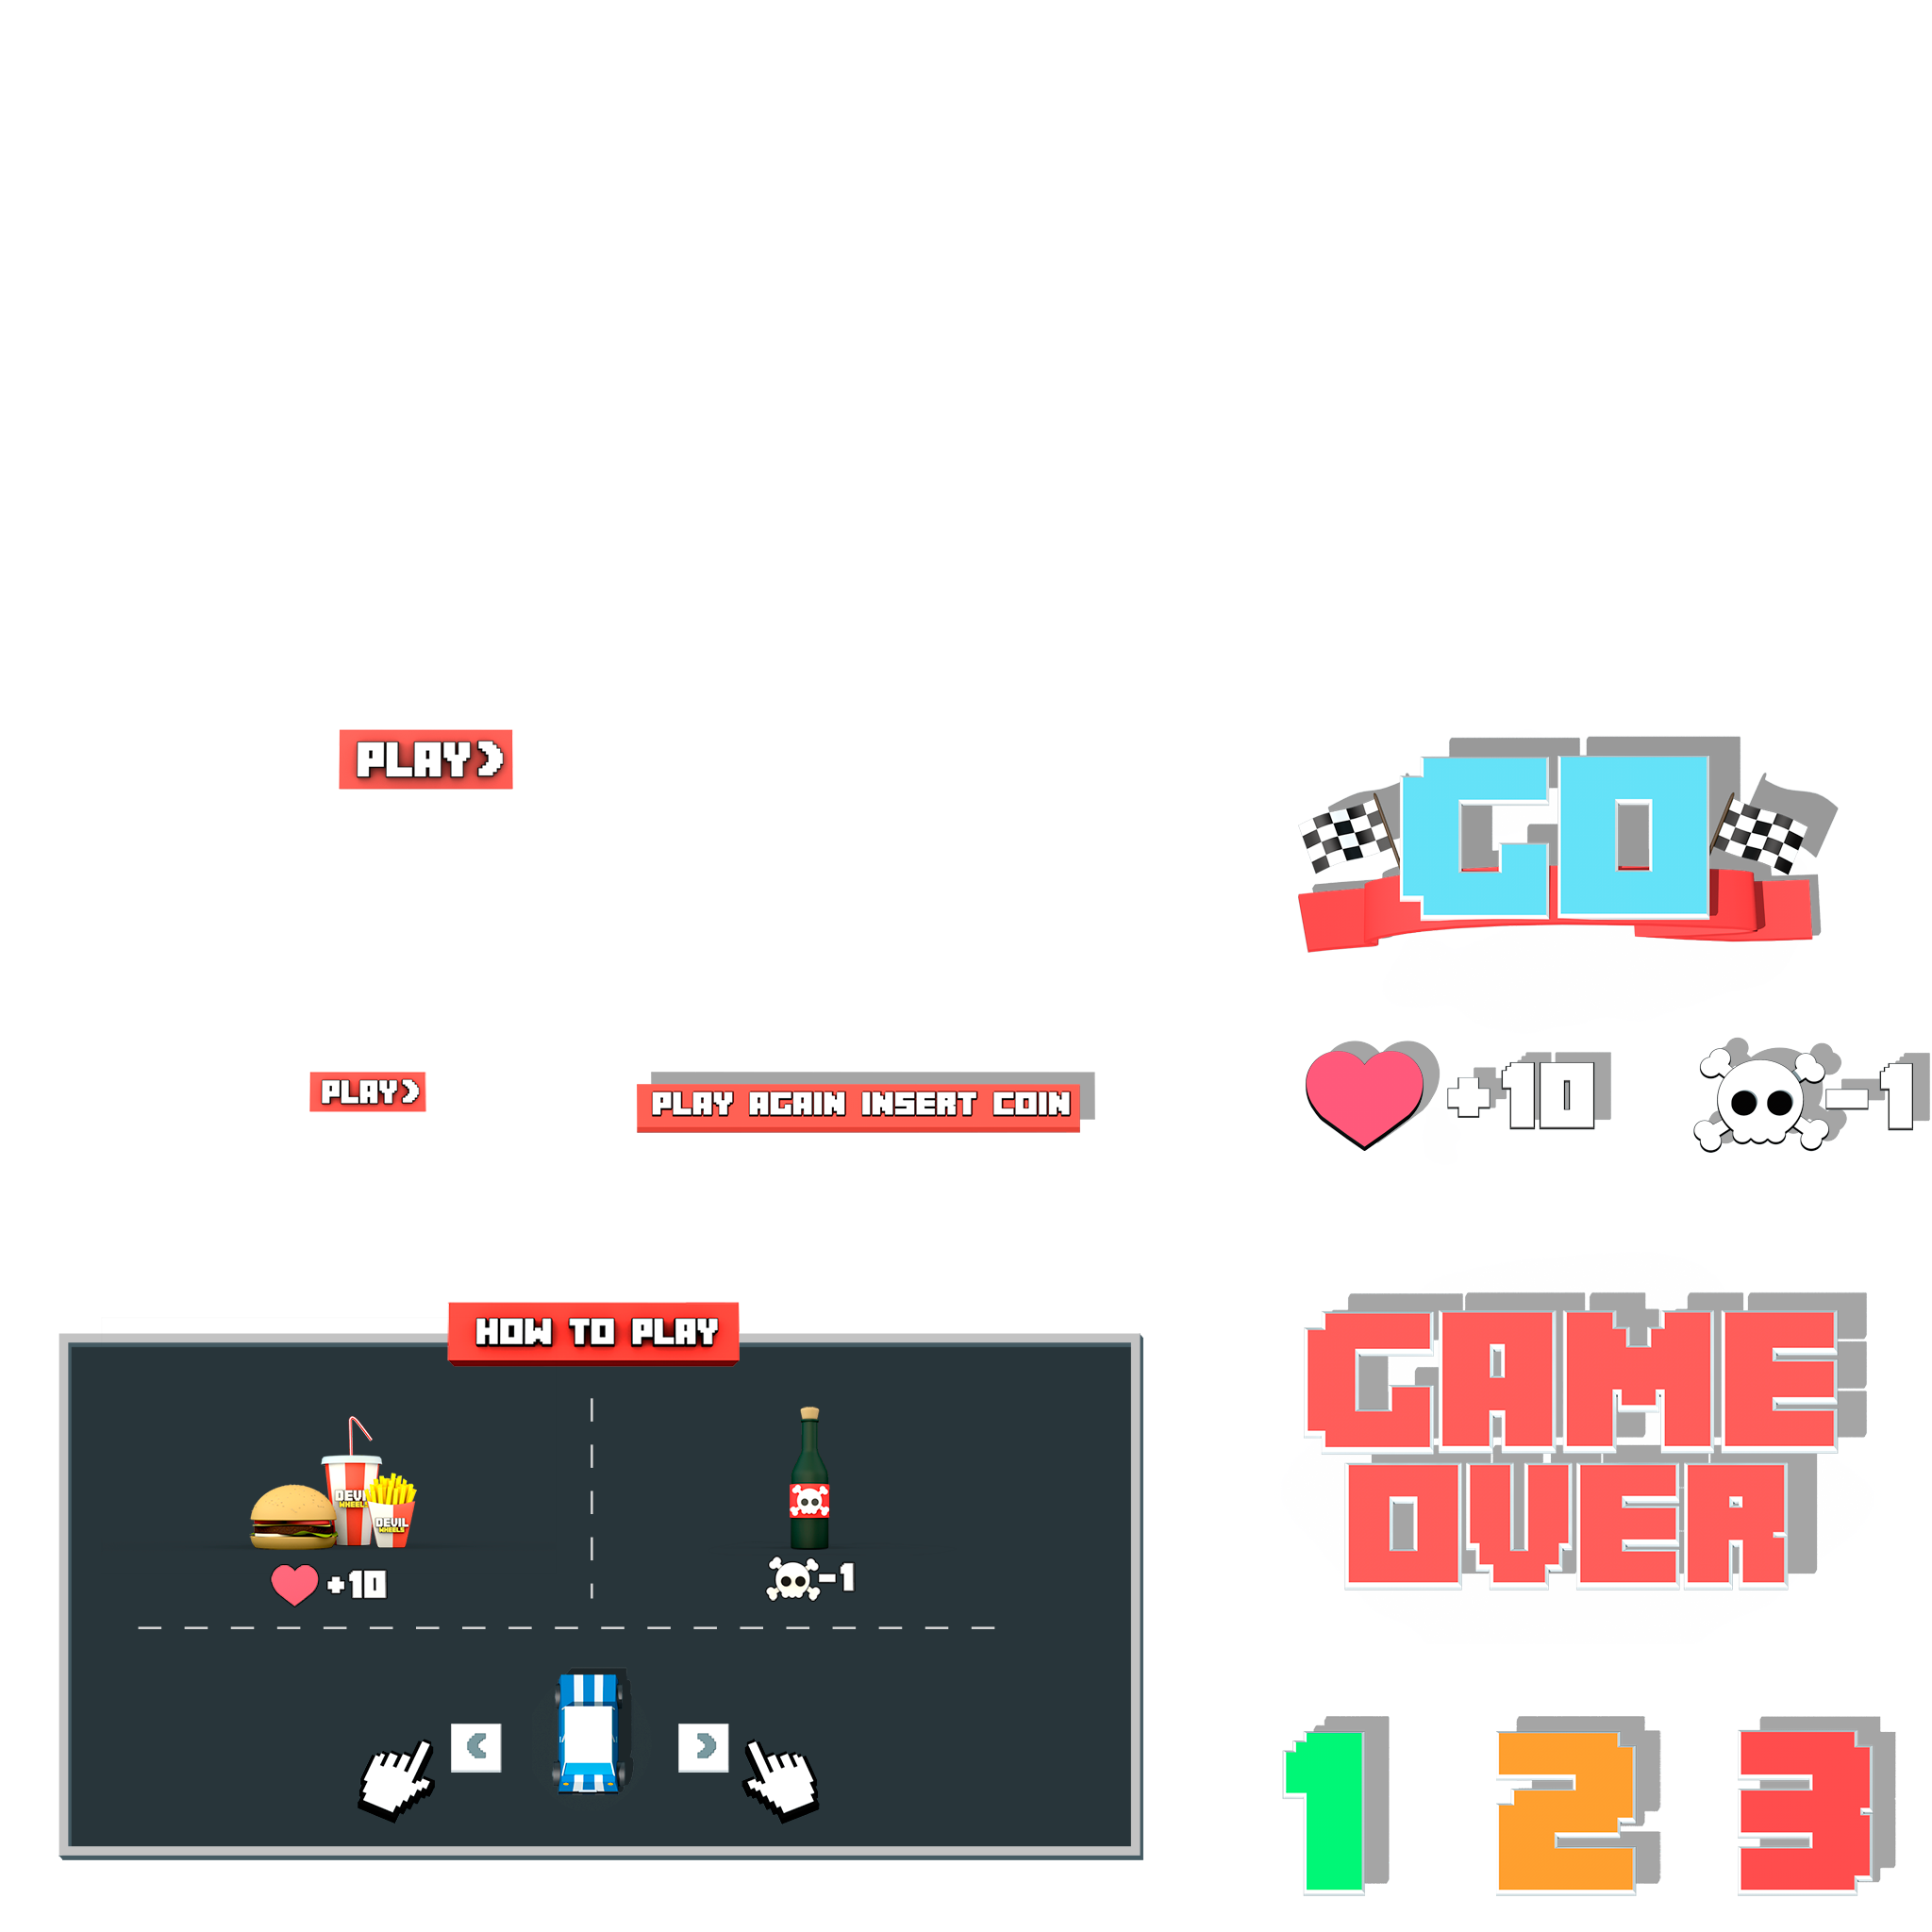 PLAY
GO
PLAY
PLAY AGAIN INSERT COIN
+10
-1
HOW TO PLAY
DEVIL
WHEELS
DEVIL
WHEELS
+10
-1
GAME
OVER
1 2 3